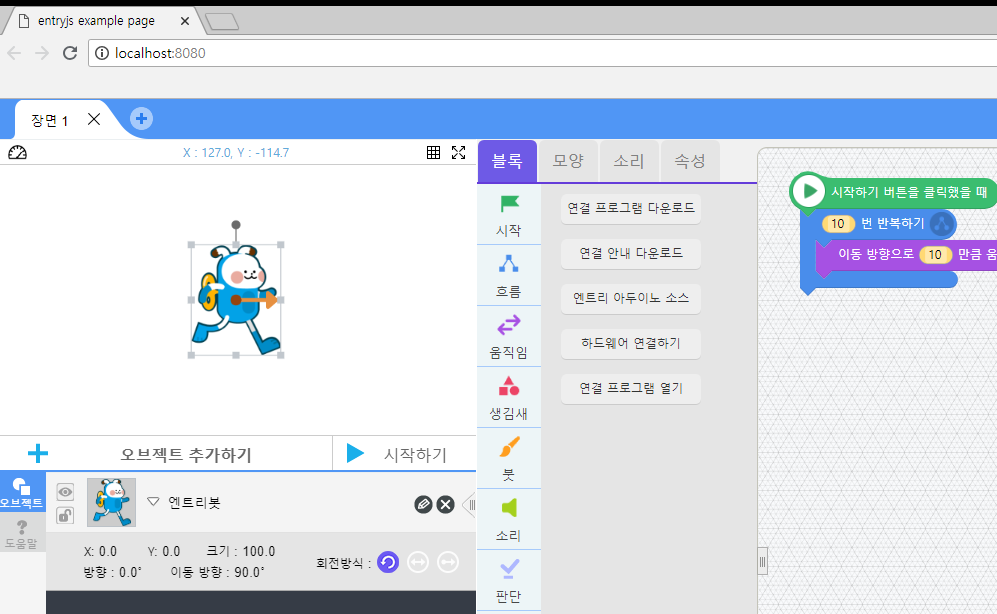 entryjs example page
localhost:8080
장면 1
X : 127.0, Y : -114.7
블록
모양
소리
속성
시작
흐름
움직임
생김새
붓
소리
판단
연결 프로그램 다운로드
연결 안내 다운로드
엔트리 아두이노 소스
하드웨어 연결하기
연결 프로그램 열기
시작하기 버튼을 클릭했을 때
10 번 반복하기
이동 방향으로 10 만큼 움
오브젝트 추가하기
시작하기
오브젝트
도움말
엔트리봇
X: 0.0 Y: 0.0 크기 : 100.0
방향 : 0.0˚ 이동 방향 : 90.0˚
회전방식 :